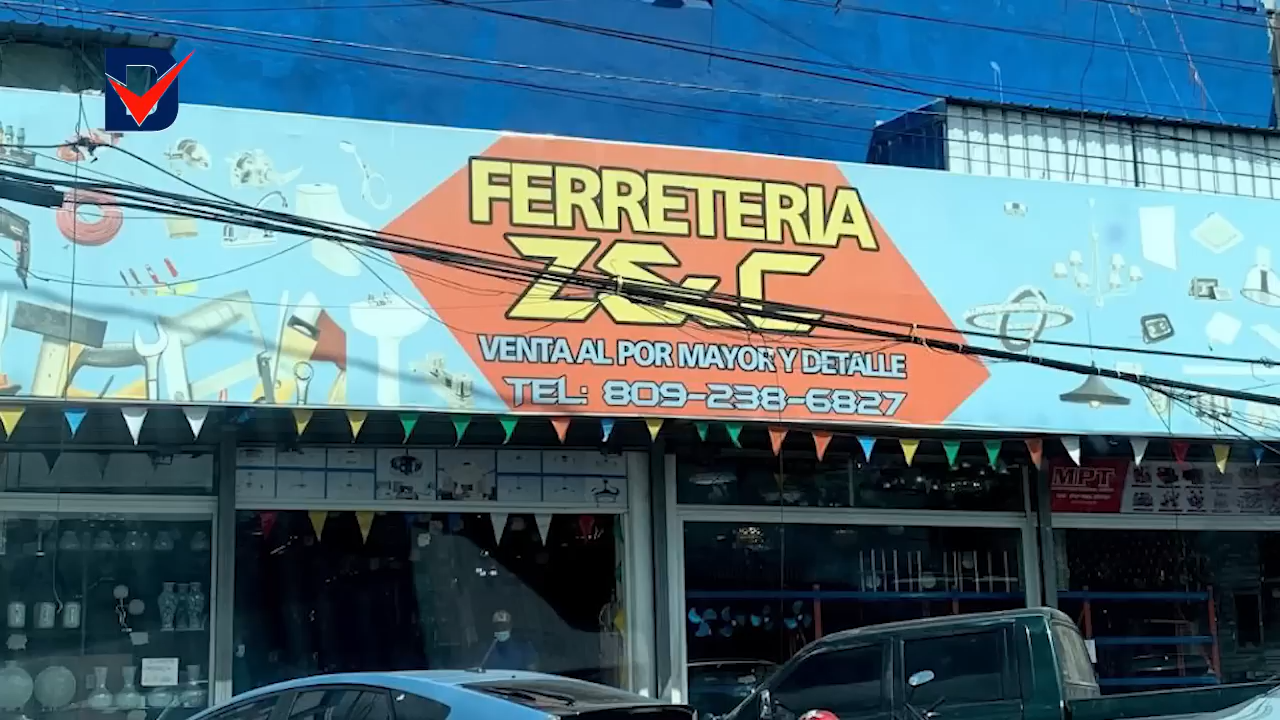 FERRETERIA
Z&C
VENTA AL POR MAYOR Y DETALLE
TEL: 809-238-6827
MPT